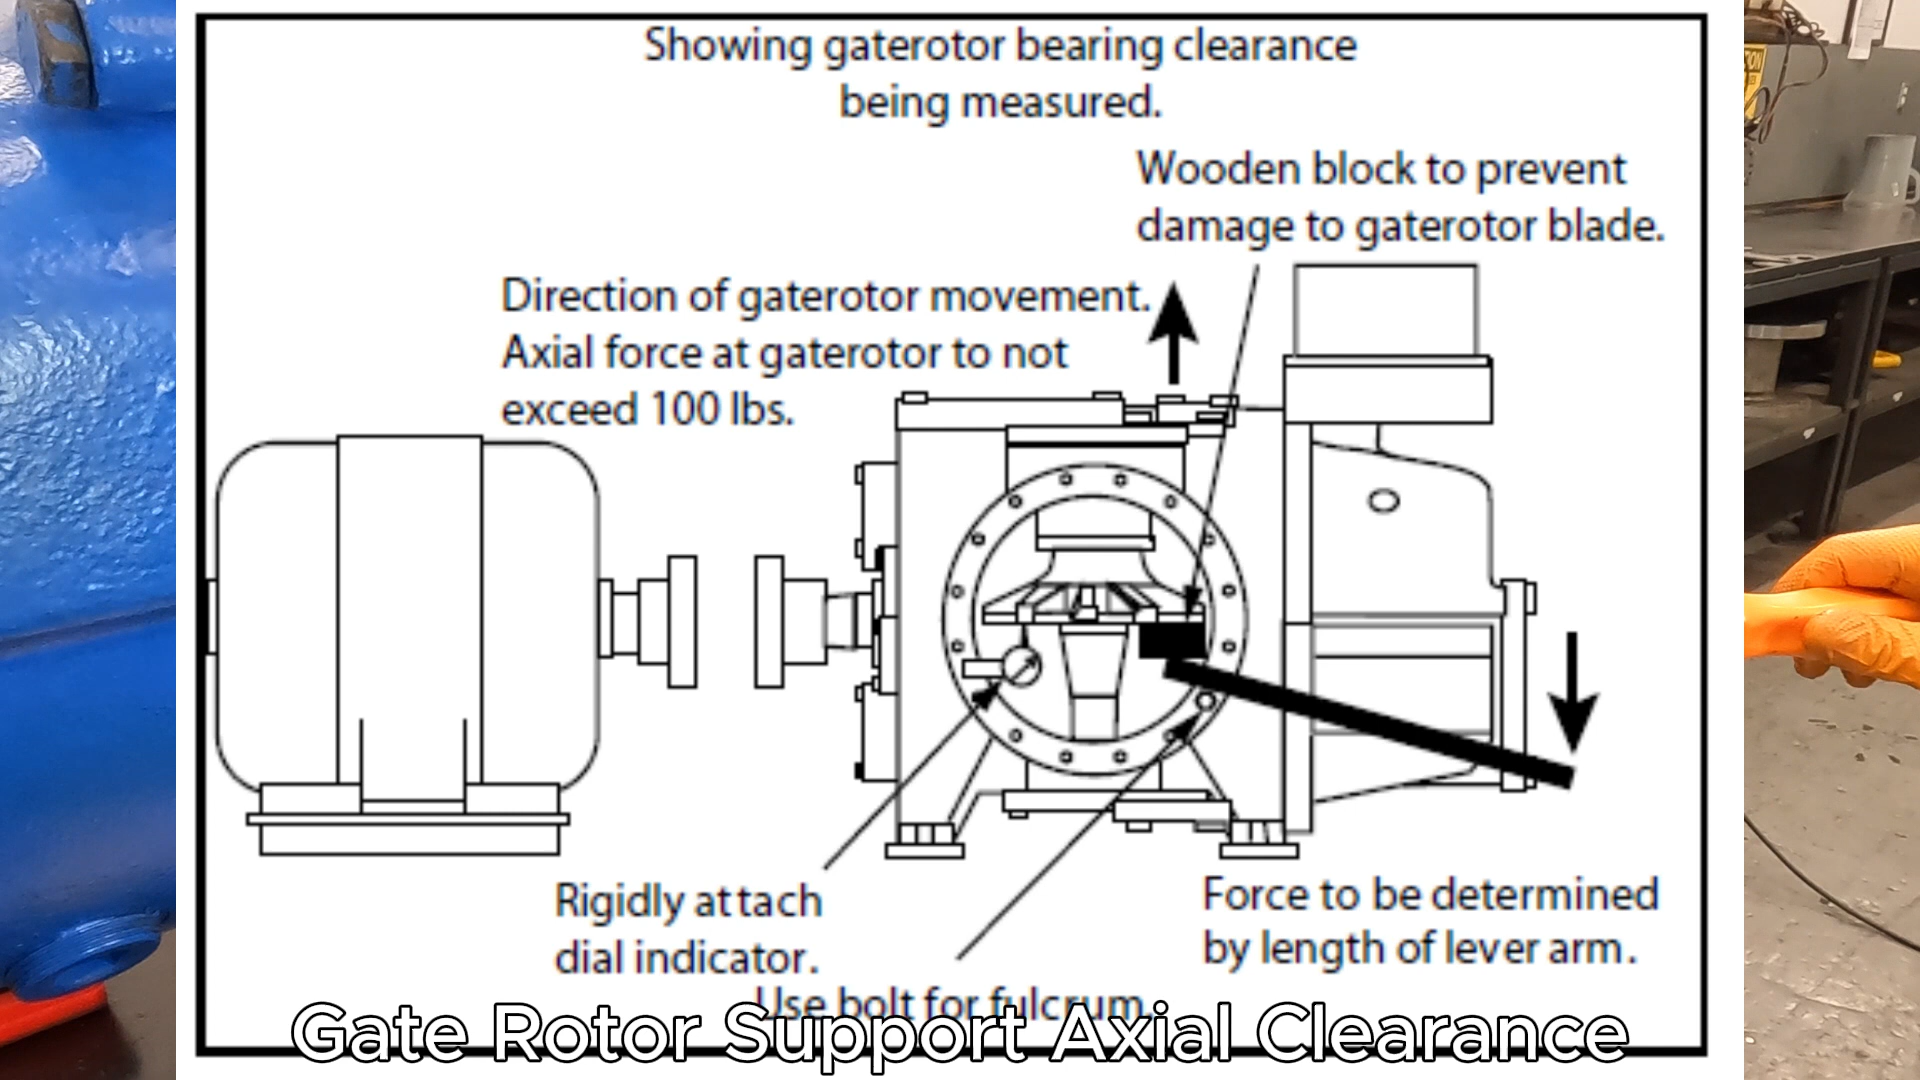 Showing gaterotor bearing clearance
being measured.
Wooden block to prevent
damage to gaterotor blade.
Direction of gaterotor movement.
Axial force at gaterotor to not
exceed 100 lbs.
Rigidly attach
dial indicator.
Force to be determined
by length of lever arm.
Use bolt for fulcrum.
Gate Rotor Support Axial Clearance